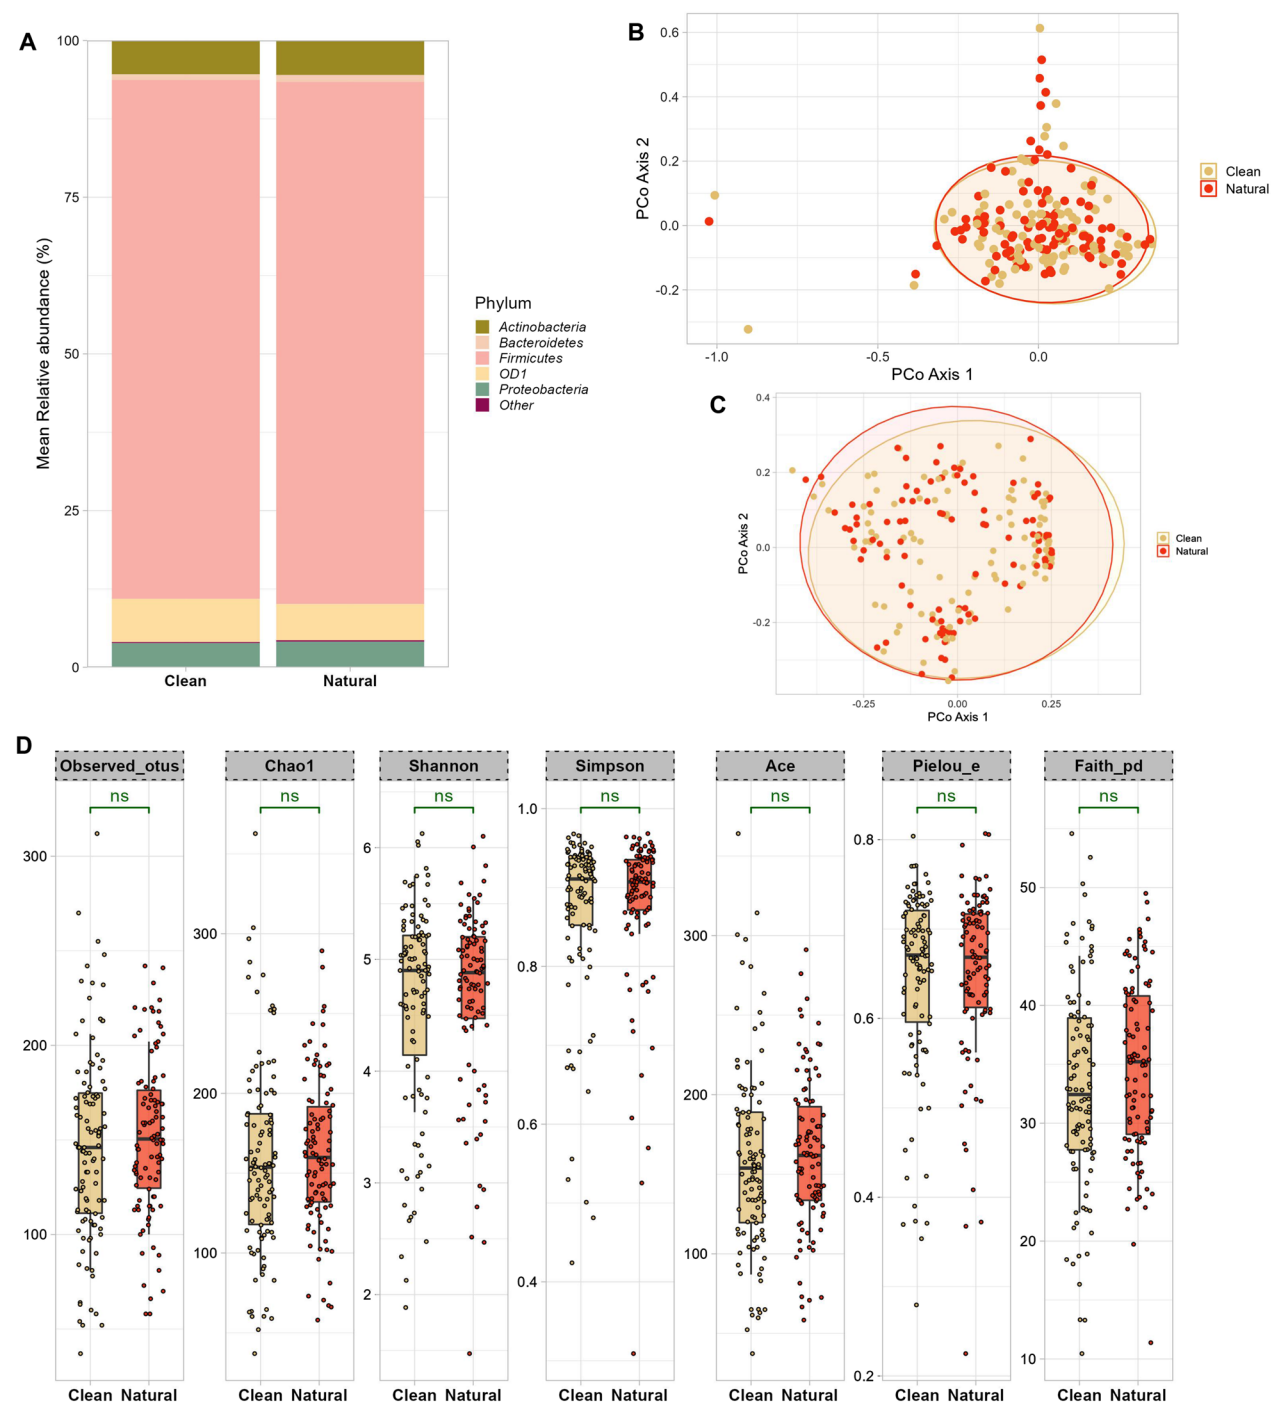 A
100
75
50
25
0
Mean Relative abundance (%)
Clean Natural
Phylum
Actinobacteria
Bacteroidetes
Firmicutes
OD1
Proteobacteria
Other
B
0.6
0.4
0.2
0.0
-0.2
PCo Axis 2
-1.0 -0.5 0.0
PCo Axis 1
Clean
Natural
C
0.4
0.2
0.0
-0.2
PCo Axis 2
-0.25 0.00 0.25
PCo Axis 1
Clean
Natural
D
Observed_otus
ns
300
200
100
Clean Natural
Chao1
ns
300
200
100
Clean Natural
Shannon
ns
6
5
4
3
2
Clean Natural
Simpson
ns
1.0
0.8
0.6
0.4
Clean Natural
Ace
ns
300
200
100
Clean Natural
Pielou_e
ns
0.8
0.6
0.4
0.2
Clean Natural
Faith_pd
ns
50
40
30
20
10
Clean Natural